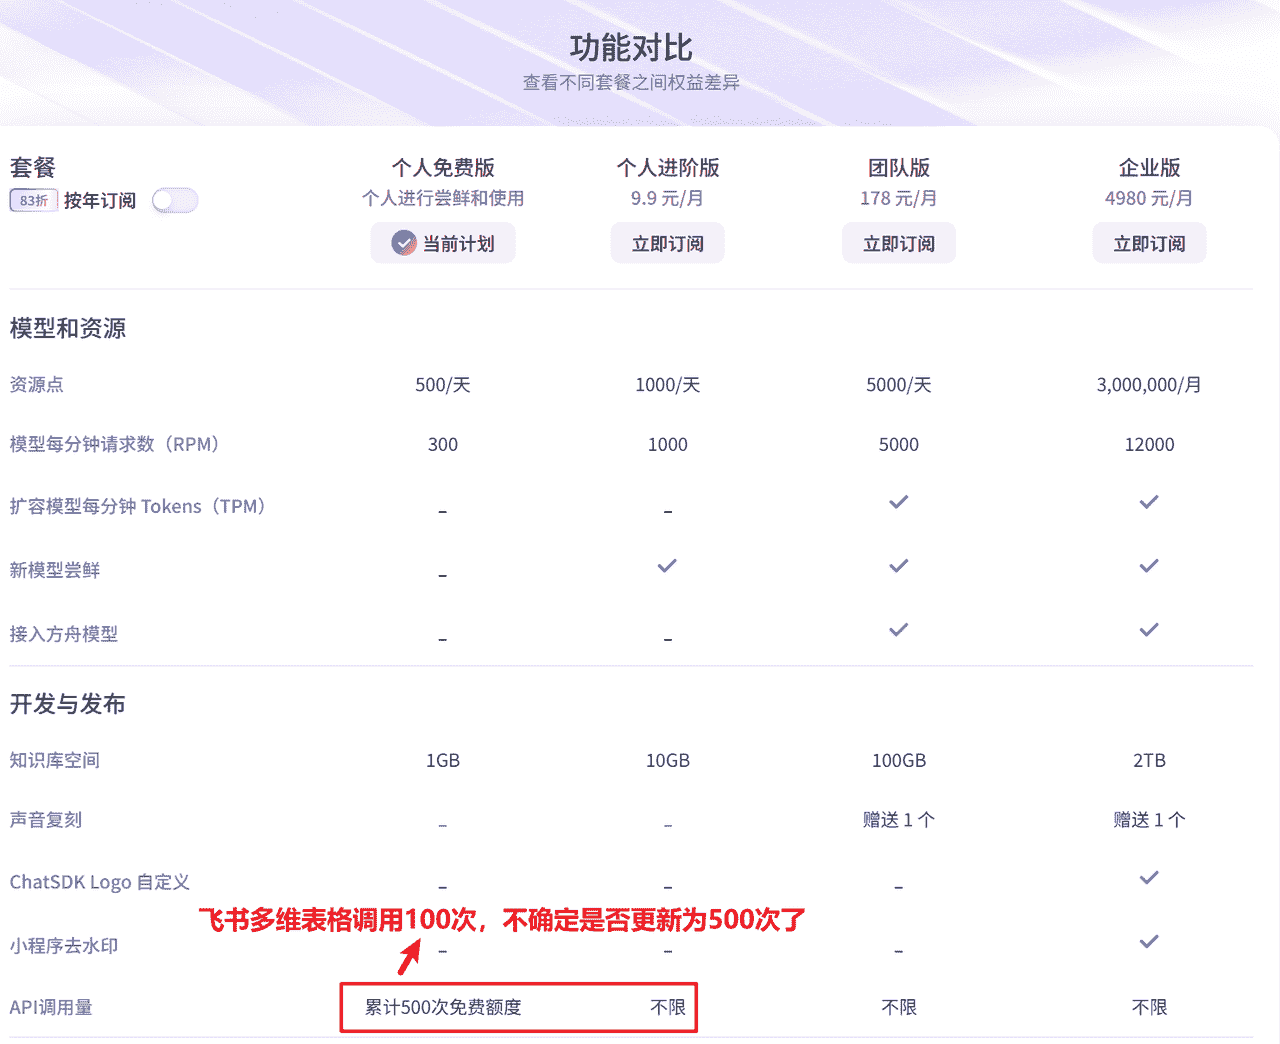 功能对比
查看不同套餐之间权益差异
套餐 个人免费版 个人进阶版 团队版 企业版
83折 按年订阅 个人进行尝鲜和使用 9.9 元/月 178 元/月 4980 元/月
当前计划 立即订阅 立即订阅 立即订阅
模型和资源
资源点 500/天 1000/天 5000/天 3,000,000/月
模型每分钟请求数（RPM） 300 1000 5000 12000
扩容模型每分钟 Tokens（TPM） – –
新模型尝鲜 –
接入方舟模型 – –
开发与发布
知识库空间 1GB 10GB 100GB 2TB
声音复刻 – – 赠送 1 个 赠送 1 个
ChatSDK Logo 自定义 – – –
飞书多维表格调用100次，不确定是否更新为500次了
小程序去水印 – – –
API调用量 累计500次免费额度 不限 不限 不限